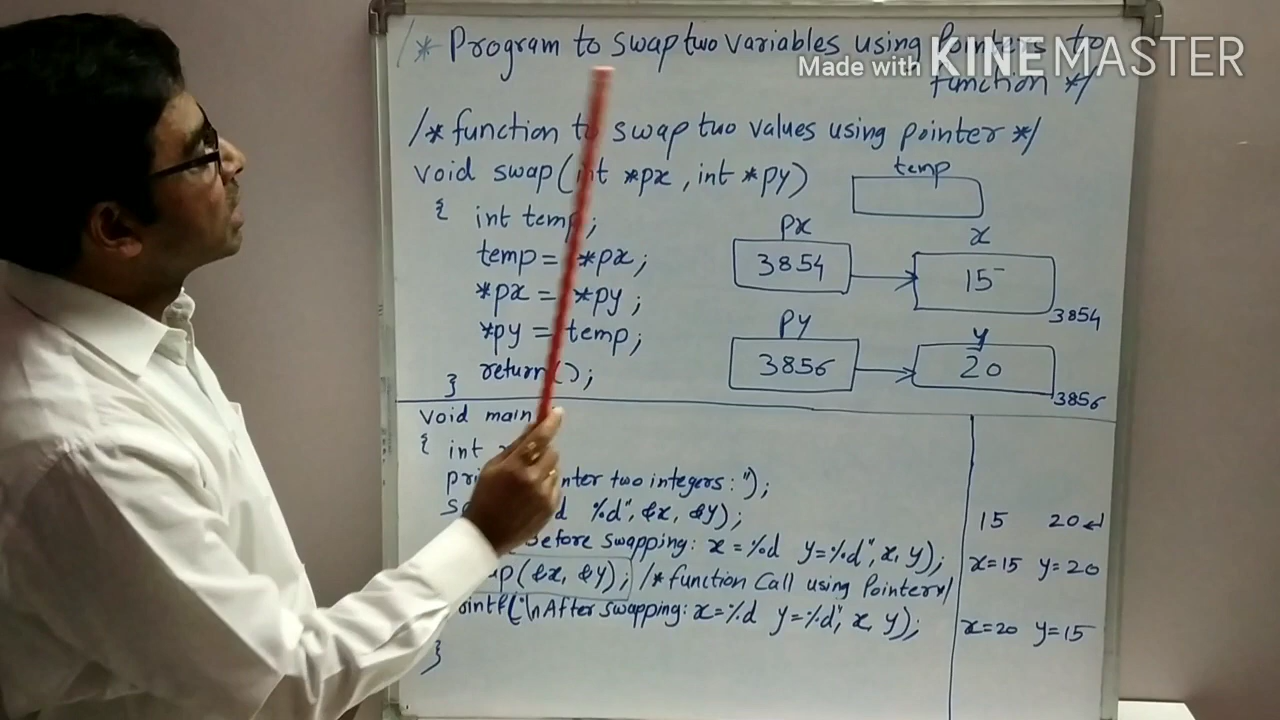 /* Program to swap two variables using Pointers to
function */
Made with KINEMASTER
/* function to swap two values using pointer */
void swap(int *px, int *py)
{ int temp;
temp = *px;
*px = *py;
*py = temp;
return();
}
temp
px
3854
x
15
3854
py
3856
y
20
3856
void main
{ int
enter two integers: ");
%d", &x, &y);
Before swapping: x=%d y=%d", x, y);
(&x, &y); /* function Call using Pointer */
printf("\nAfter swapping: x=%d y=%d", x, y);
}
15 20↵
x=15 y=20
x=20 y=15